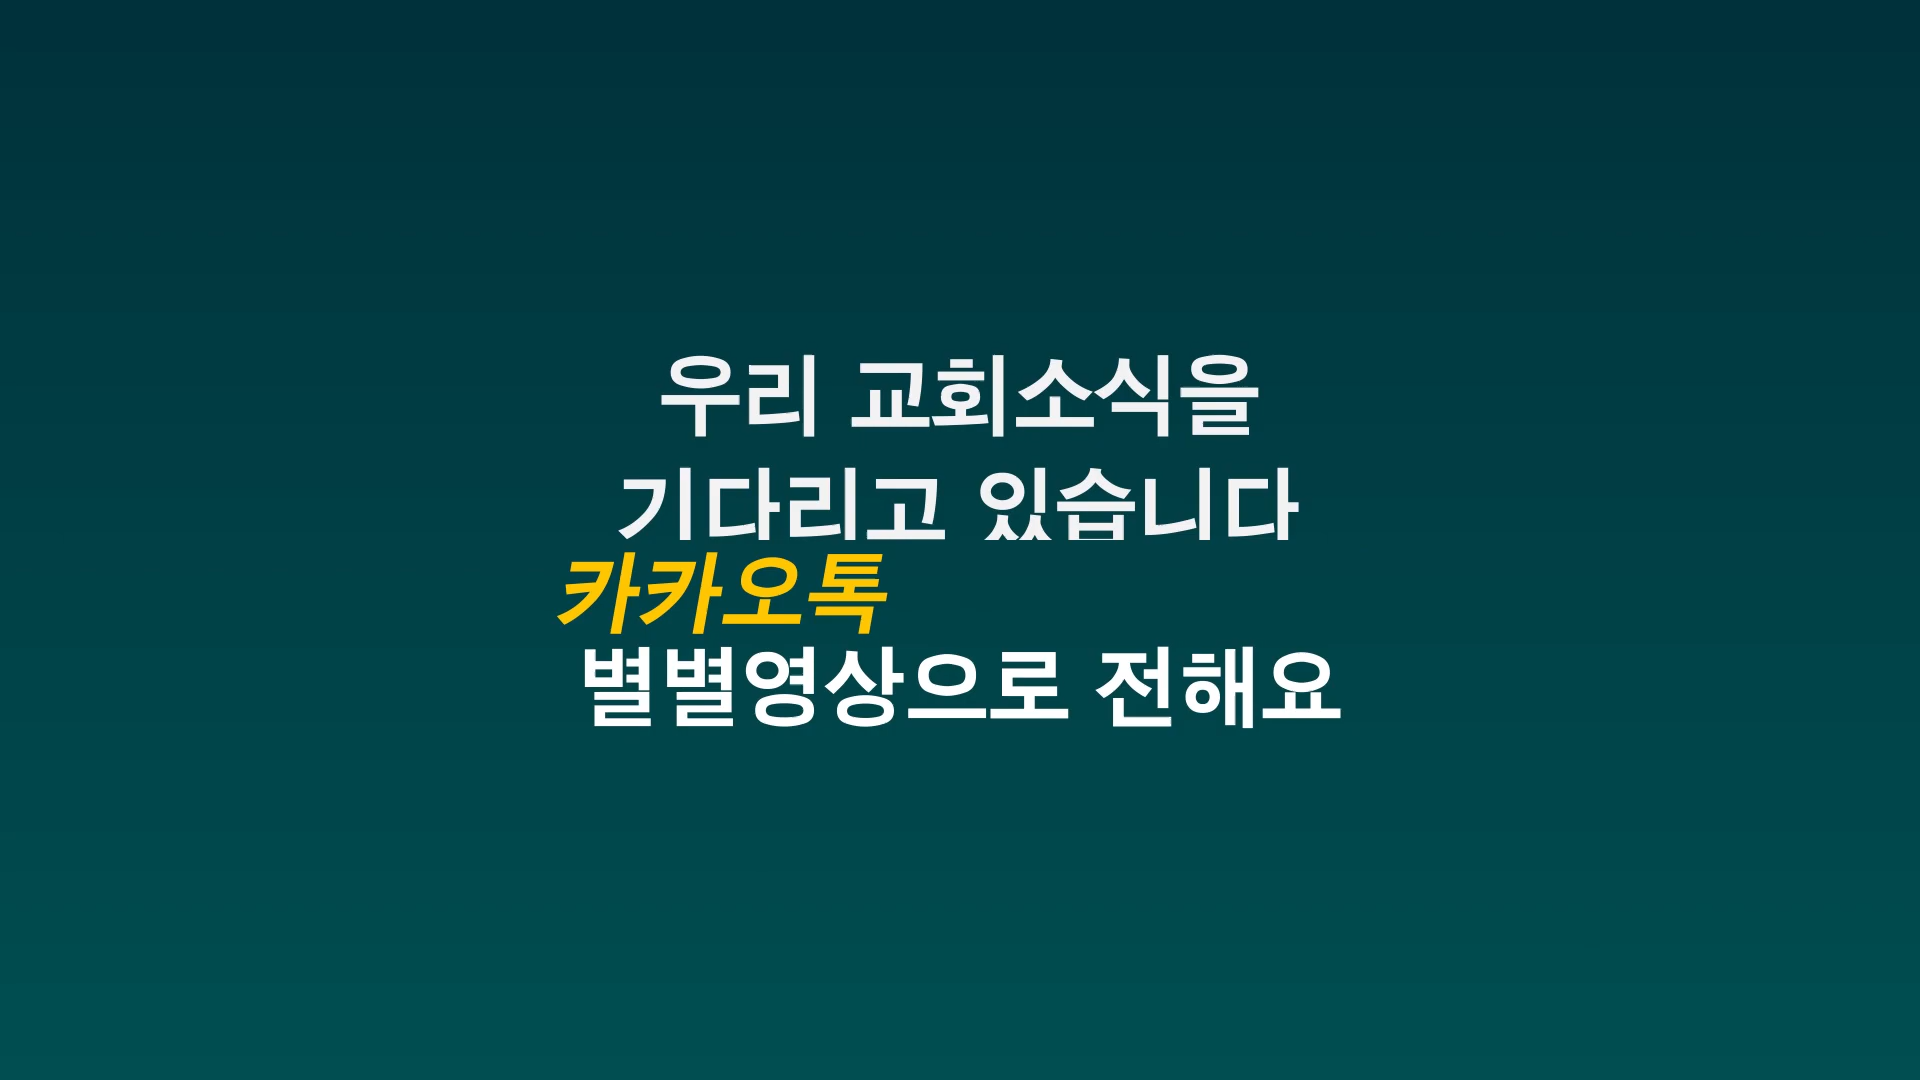 우리 교회소식을
기다리고 있습니다
카카오톡
별별영상으로 전해요